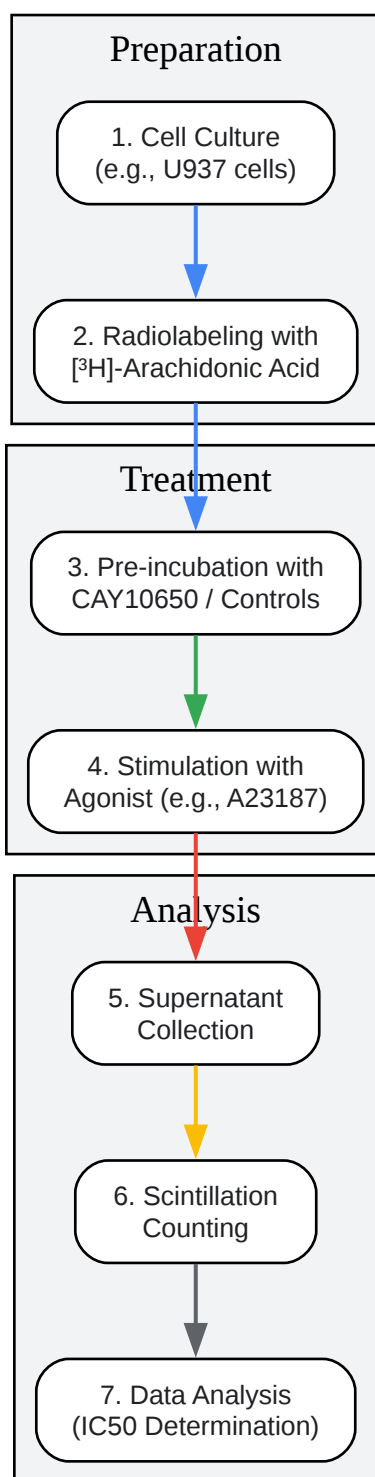 Preparation
1. Cell Culture
(e.g., U937 cells)
2. Radiolabeling with
[³H]-Arachidonic Acid
Treatment
3. Pre-incubation with
CAY10650 / Controls
4. Stimulation with
Agonist (e.g., A23187)
Analysis
5. Supernatant
Collection
6. Scintillation
Counting
7. Data Analysis
(IC50 Determination)